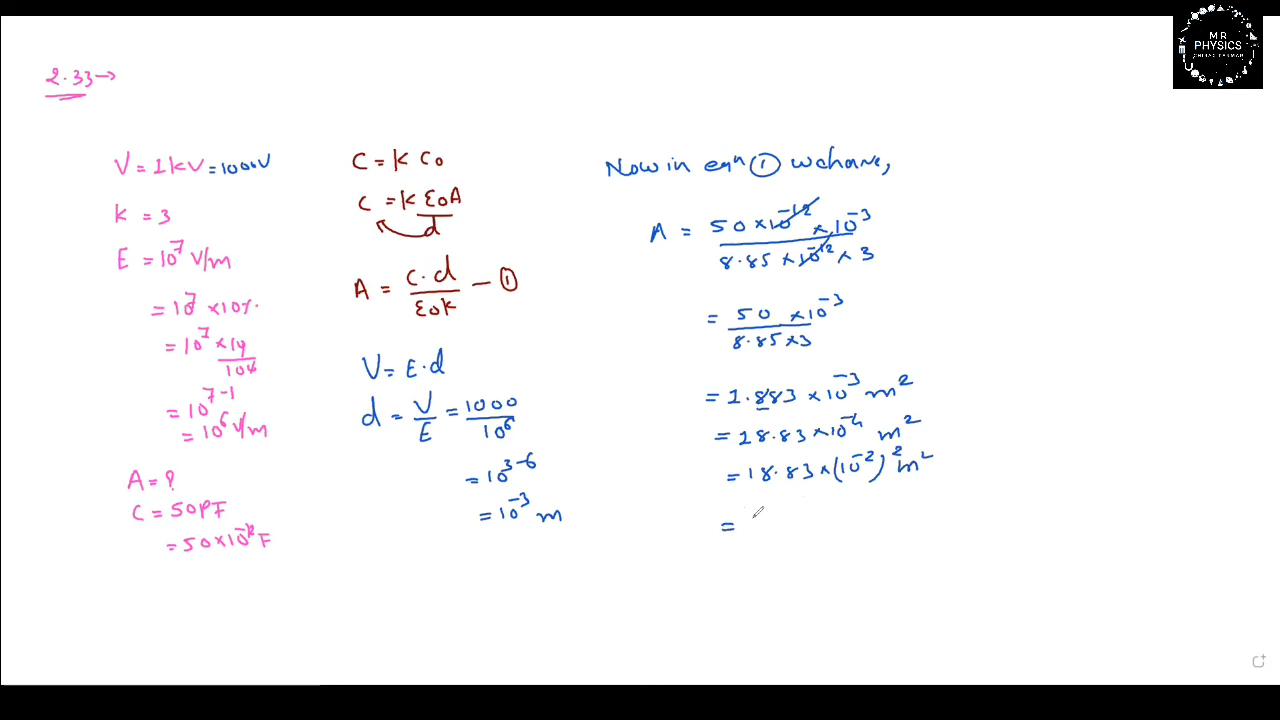 MR
PHYSICS
2.33→
V = 1kV = 1000V
k = 3
E = 10⁷ V/m
= 10⁷ × 10%
= 10⁷ × 10/100
= 10⁷⁻¹
= 10⁶ V/m
A = ?
C = 50PF
= 50×10⁻¹² F
C = k C₀
C = k ε₀A/d
A = C·d/ε₀k — ①
V = E·d
d = V/E = 1000/10⁶
= 10³⁻⁶
= 10⁻³ m
Now in eqⁿ ① we have,
A = 50×10⁻¹² × 10⁻³ / 8.85×10⁻¹² × 3
= 50 × 10⁻³ / 8.85×3
= 1.883 × 10⁻³ m²
= 18.83×10⁻⁴ m²
= 18.83×(10⁻²)² m²
=